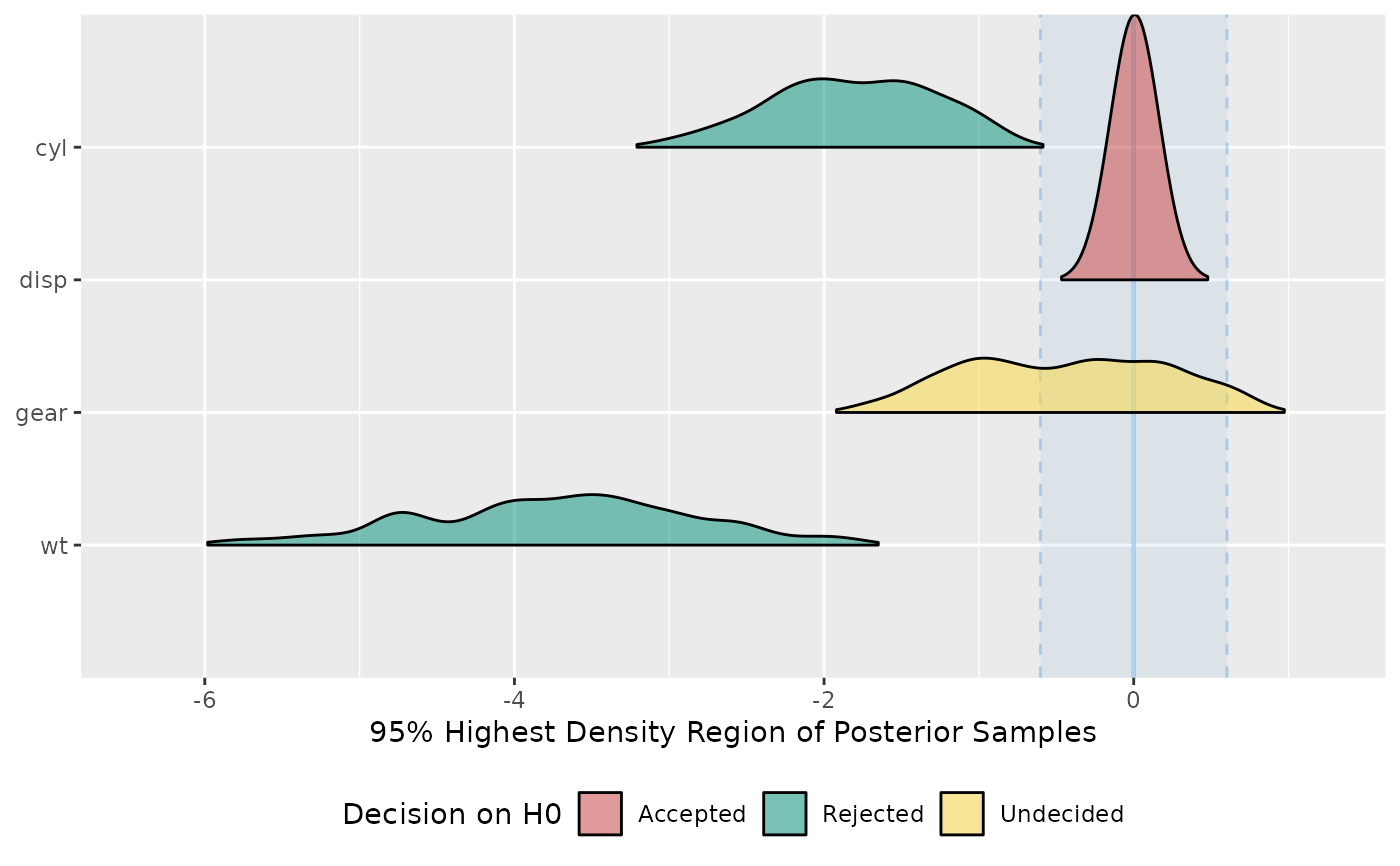 cyl
disp
gear
wt
-6 -4 -2 0
95% Highest Density Region of Posterior Samples
Decision on H0 Accepted Rejected Undecided